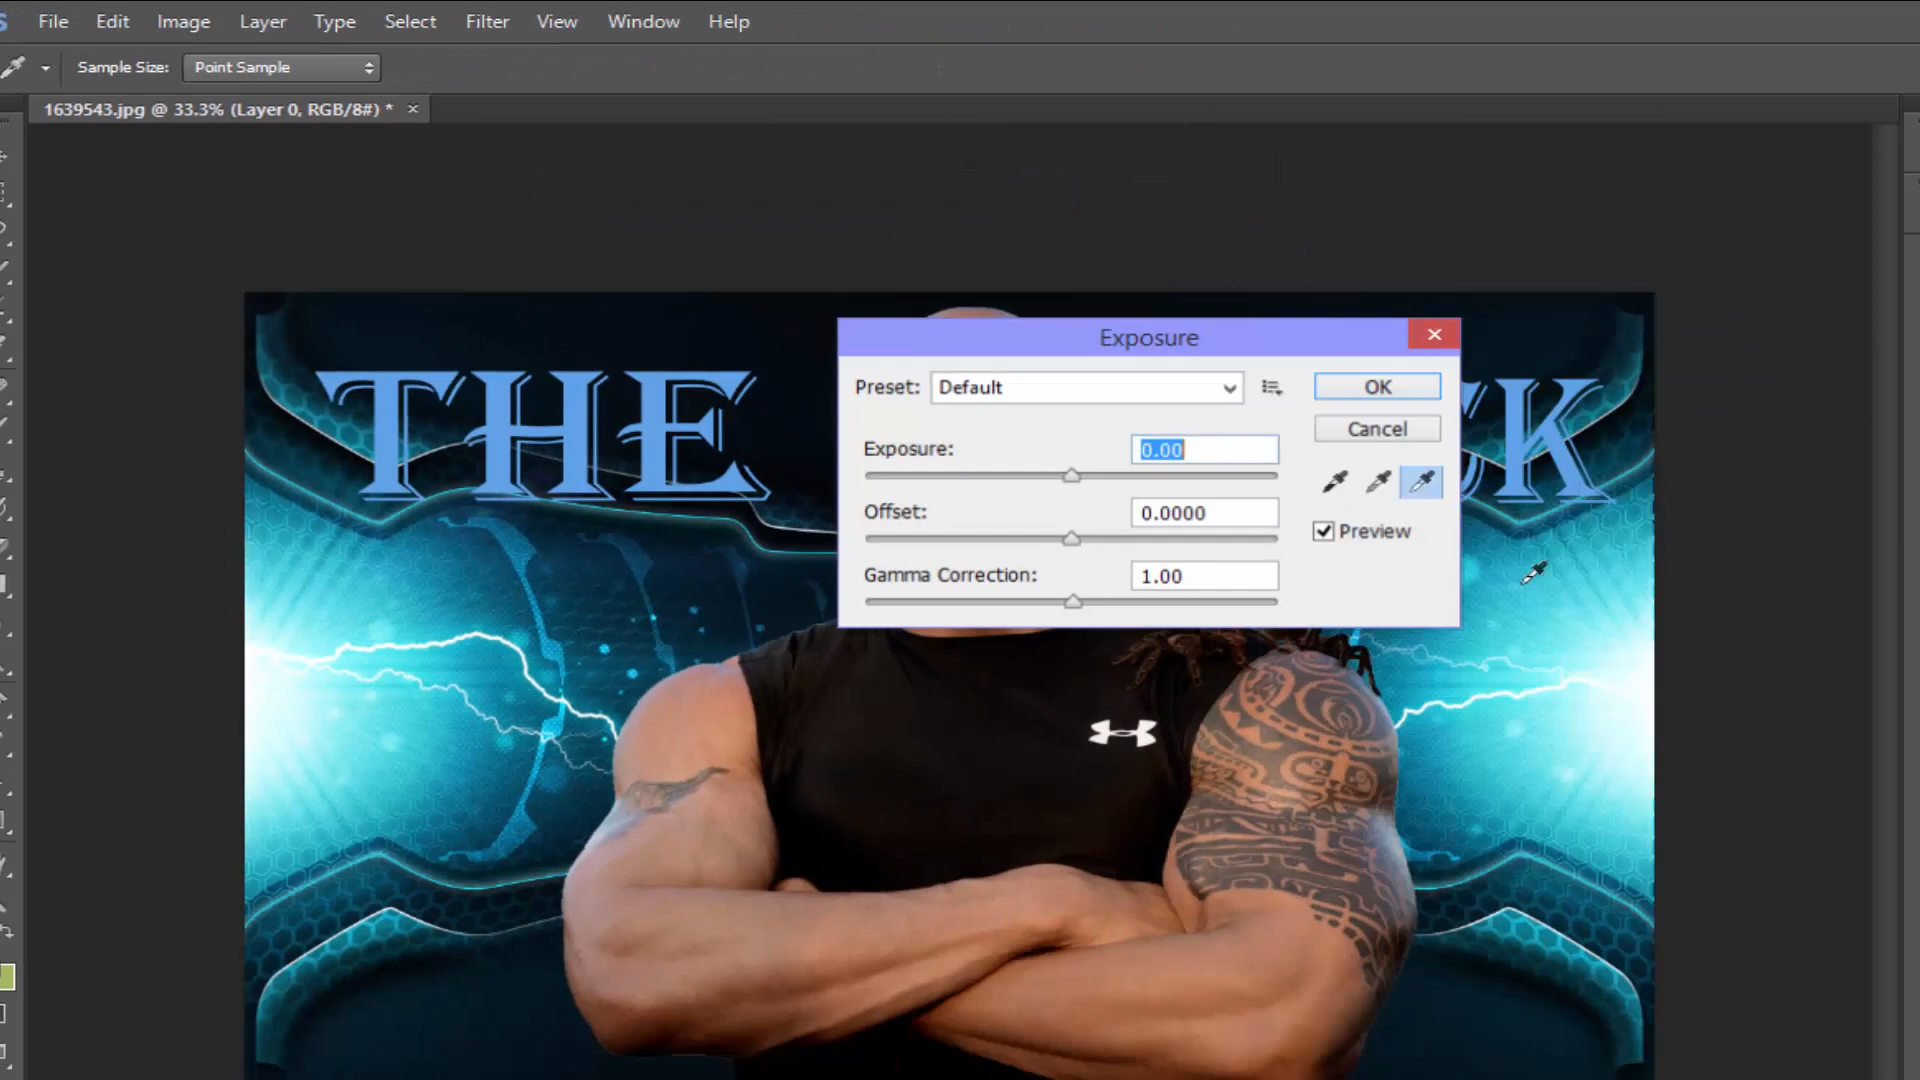 File Edit Image Layer Type Select Filter View Window Help
Sample Size: Point Sample
1639543.jpg @ 33.3% (Layer 0, RGB/8#) * ×
Exposure
THE
CK
Preset: Default
OK
Cancel
Exposure: 0.00
Offset: 0.0000
Preview
Gamma Correction: 1.00